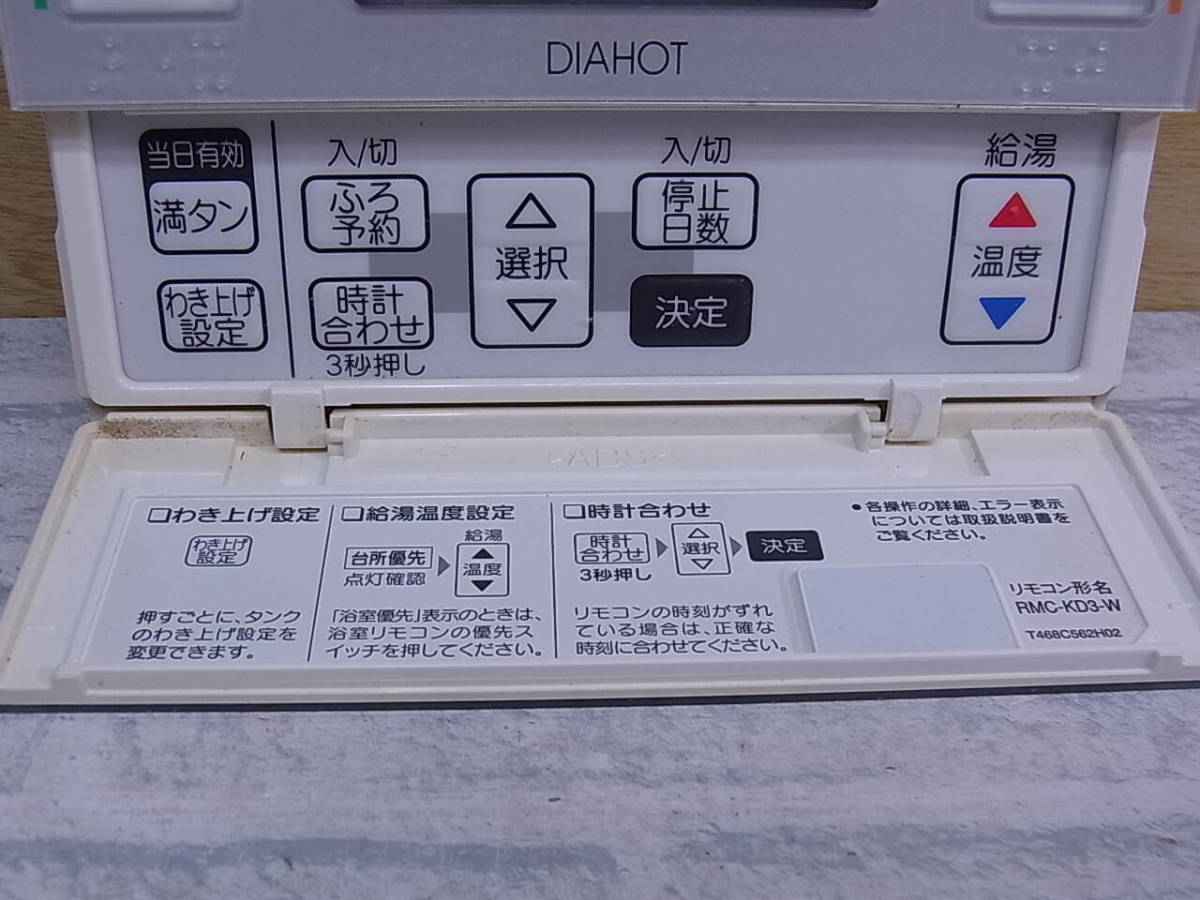 DIAHOT
当日有効
満タン
わき上げ
設定
入/切
ふろ
予約
時計
合わせ
3秒押し
△
選択
▽
入/切
停止
日数
決定
給湯
▲
温度
▼
>ABS<
□わき上げ設定
わき上げ
設定
押すごとに、タンク
のわき上げ設定を
変更できます。
□給湯温度設定
台所優先
点灯確認
▶
給湯
▲
温度
▼
「浴室優先」表示のときは、
浴室リモコンの優先ス
イッチを押してください。
□時計合わせ
時計
合わせ
3秒押し
▶
△
選択
▽
▶
決定
リモコンの時刻がずれ
ている場合は、正確な
時刻に合わせてください。
●各操作の詳細、エラー表示
については取扱説明書を
ご覧ください。
リモコン形名
RMC-KD3-W
T468C562H02